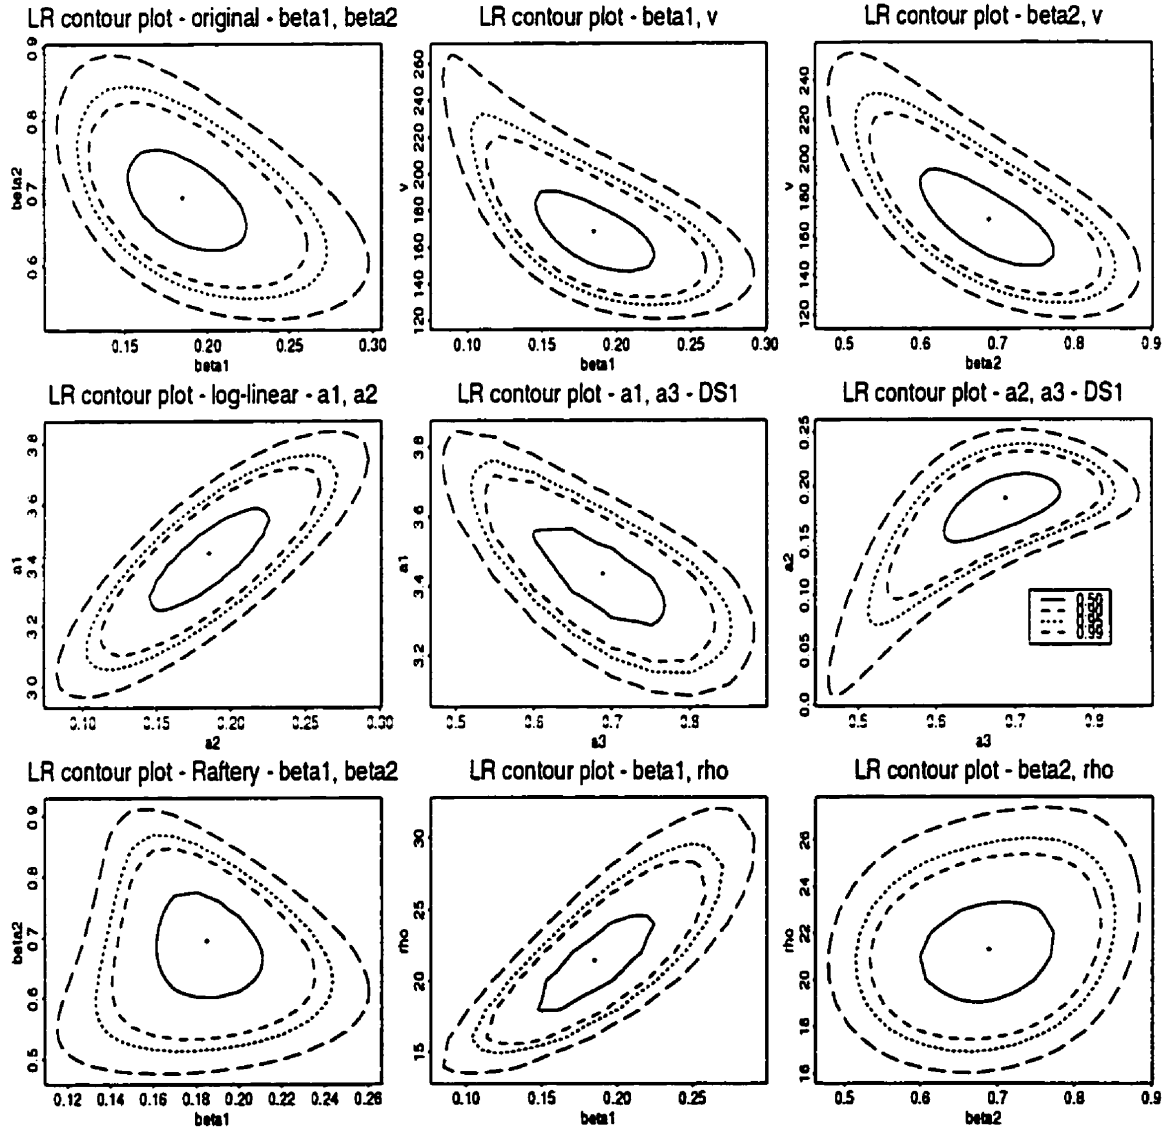 LR contour plot - original - beta1, beta2
LR contour plot - beta1, v
LR contour plot - beta2, v
beta2
0.6 0.7 0.8 0.9
0.15 0.20 0.25 0.30
beta1
v
120 140 160 180 200 220 240 260
0.10 0.15 0.20 0.25 0.30
beta1
v
120 140 160 180 200 220 240
0.5 0.6 0.7 0.8 0.9
beta2
LR contour plot - log-linear - a1, a2
LR contour plot - a1, a3 - DS1
LR contour plot - a2, a3 - DS1
a1
3.0 3.2 3.4 3.6 3.8
0.10 0.15 0.20 0.25 0.30
a2
a1
3.2 3.4 3.6 3.8
0.5 0.6 0.7 0.8
a3
a2
0.0 0.05 0.10 0.15 0.20 0.25
0.5 0.6 0.7 0.8
a3
0.50
0.90
0.95
0.99
LR contour plot - Raftery - beta1, beta2
LR contour plot - beta1, rho
LR contour plot - beta2, rho
beta2
0.5 0.6 0.7 0.8 0.9
0.12 0.14 0.16 0.18 0.20 0.22 0.24 0.26
beta1
rho
15 20 25 30
0.10 0.15 0.20 0.25
beta1
rho
16 18 20 22 24 26
0.5 0.6 0.7 0.8 0.9
beta2